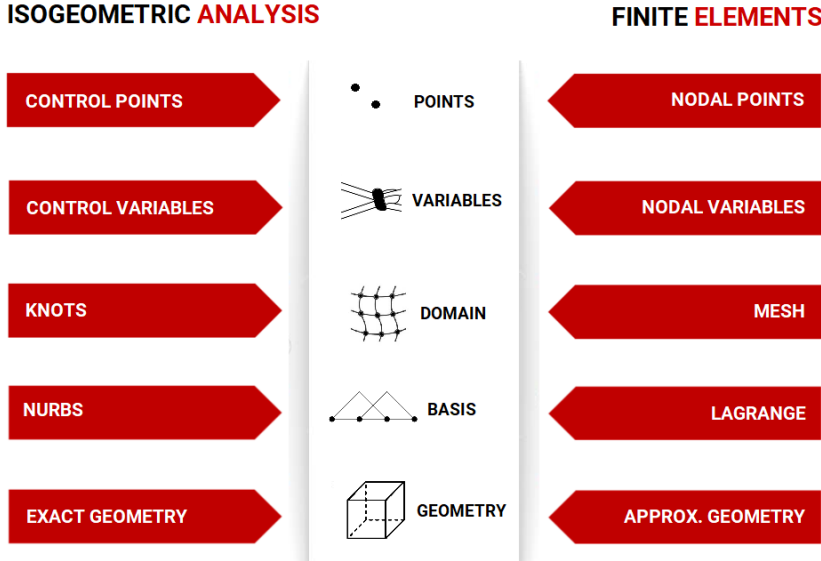 ISOGEOMETRIC ANALYSIS
FINITE ELEMENTS
CONTROL POINTS
POINTS
NODAL POINTS
CONTROL VARIABLES
VARIABLES
NODAL VARIABLES
KNOTS
DOMAIN
MESH
NURBS
BASIS
LAGRANGE
EXACT GEOMETRY
GEOMETRY
APPROX. GEOMETRY